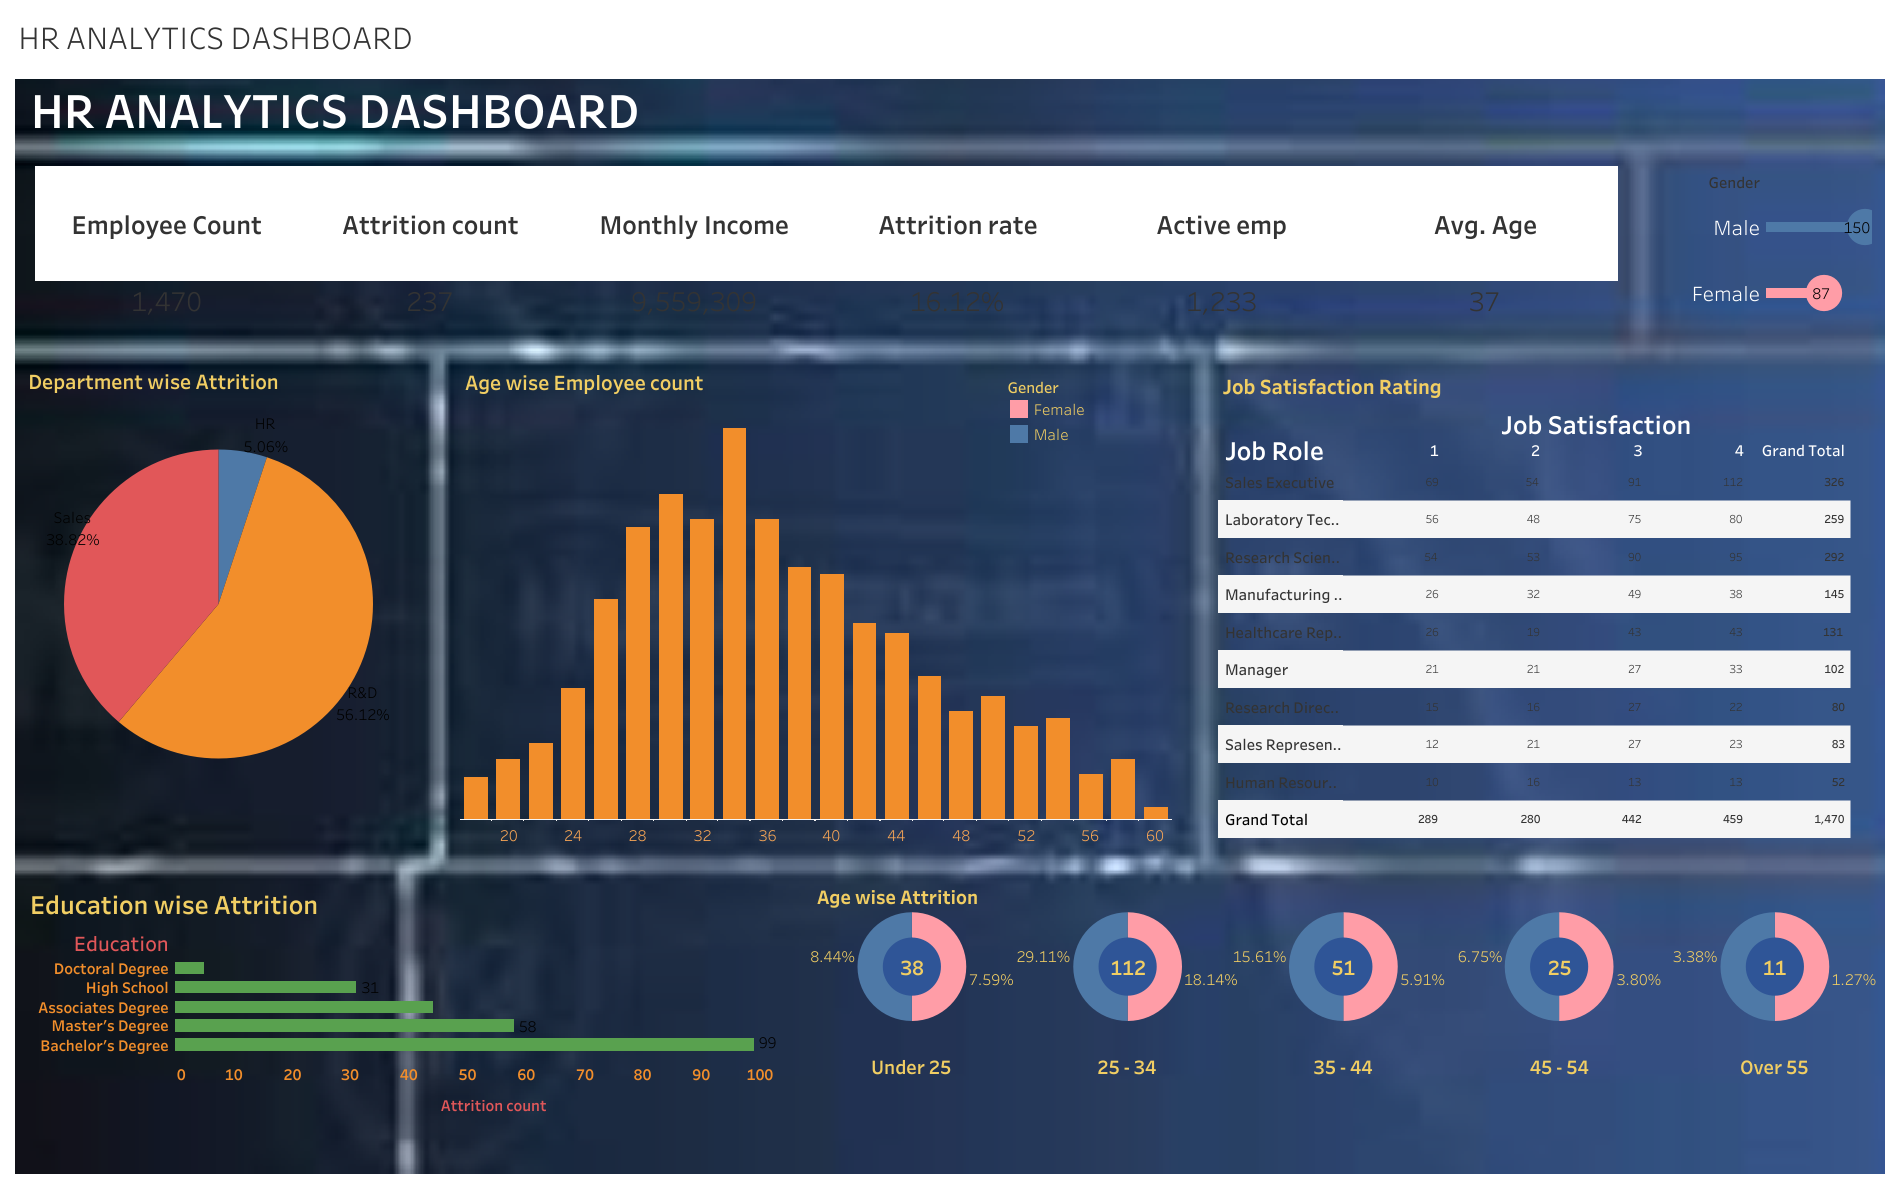 HR ANALYTICS DASHBOARD
HR ANALYTICS DASHBOARD
Employee Count Attrition count Monthly Income Attrition rate Active emp Avg. Age
1,470 237 9,559,309 16.12% 1,233 37
Gender
Male 150
Female 87
Department wise Attrition
HR
5.06%
Sales
38.82%
R&D
56.12%
Age wise Employee count
Gender
Female
Male
20 24 28 32 36 40 44 48 52 56 60
Job Satisfaction Rating
Job Satisfaction
Job Role 1 2 3 4 Grand Total
Sales Executive 69 54 91 112 326
Laboratory Tec.. 56 48 75 80 259
Research Scien.. 54 53 90 95 292
Manufacturing .. 26 32 49 38 145
Healthcare Rep.. 26 19 43 43 131
Manager 21 21 27 33 102
Research Direc.. 15 16 27 22 80
Sales Represen.. 12 21 27 23 83
Human Resour.. 10 16 13 13 52
Grand Total 289 280 442 459 1,470
Education wise Attrition
Education
Doctoral Degree
High School 31
Associates Degree
Master's Degree 58
Bachelor's Degree 99
0 10 20 30 40 50 60 70 80 90 100
Attrition count
Age wise Attrition
8.44% 38 7.59%
29.11% 112 18.14%
15.61% 51 5.91%
6.75% 25 3.80%
3.38% 11 1.27%
Under 25 25 - 34 35 - 44 45 - 54 Over 55